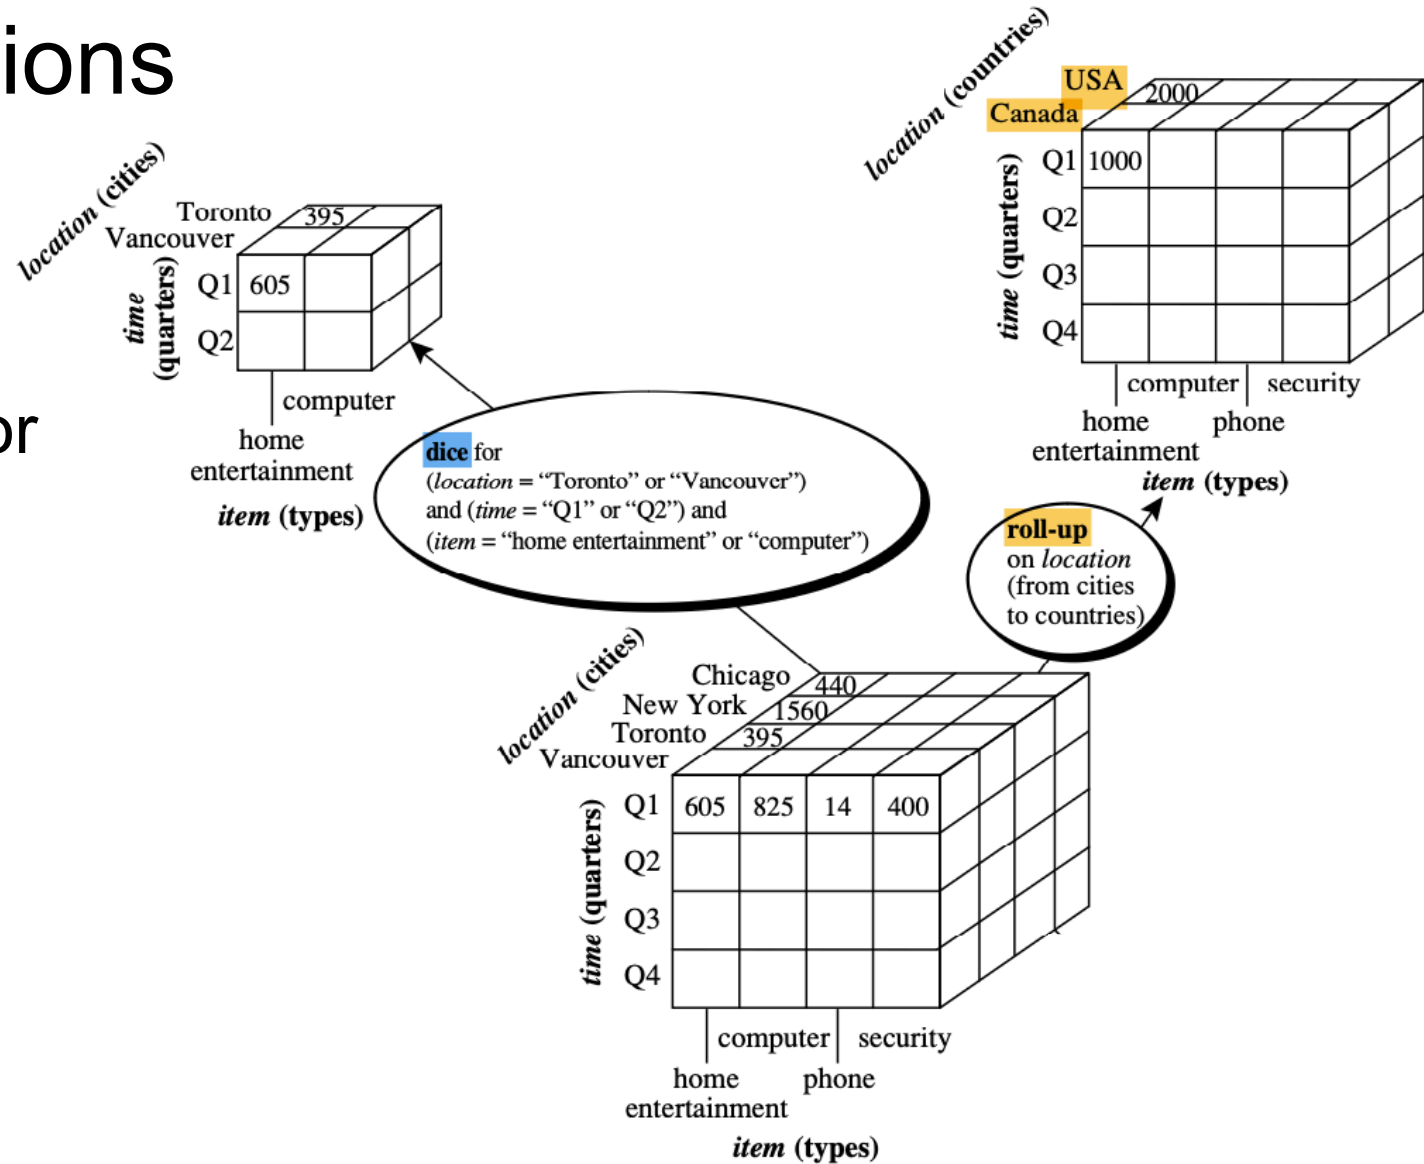 ions
or
location (cities)
Toronto
395
Vancouver
time
(quarters)
Q1
605
Q2
computer
home
entertainment
item (types)
location (countries)
USA
2000
Canada
time (quarters)
Q1
1000
Q2
Q3
Q4
computer
security
home
entertainment
phone
item (types)
dice for
(location = “Toronto” or “Vancouver”)
and (time = “Q1” or “Q2”) and
(item = “home entertainment” or “computer”)
roll-up
on location
(from cities
to countries)
location (cities)
Chicago
440
New York
1560
Toronto
395
Vancouver
time (quarters)
Q1
605 825 14 400
Q2
Q3
Q4
computer
security
home
entertainment
phone
item (types)